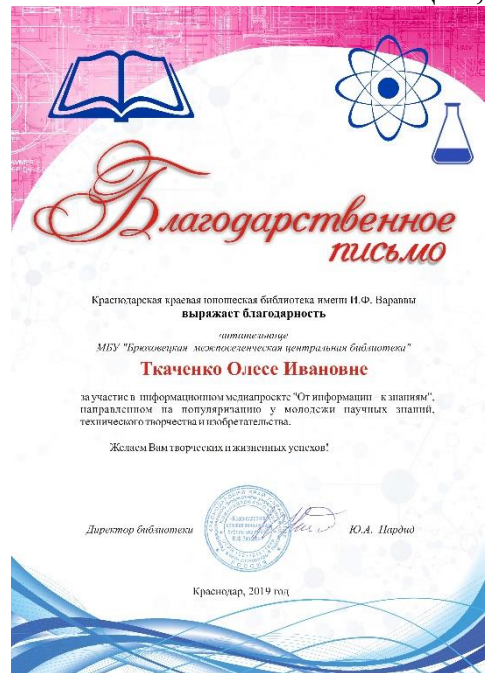 Благодарственное
письмо
Краснодарская краевая юношеская библиотека имени И.Ф. Вараввы
выражает благодарность
читательнице
МБУ "Брюховецкая межпоселенческая центральная библиотека"
Ткаченко Олесе Ивановне
за участие в информационном медиапроекте "От информации – к знаниям",
направленном на популяризацию у молодежи научных знаний,
технического творчества и изобретательства.
Желаем Вам творческих и жизненных успехов!
Директор библиотеки Ю.А. Нардид
Краснодар, 2019 год